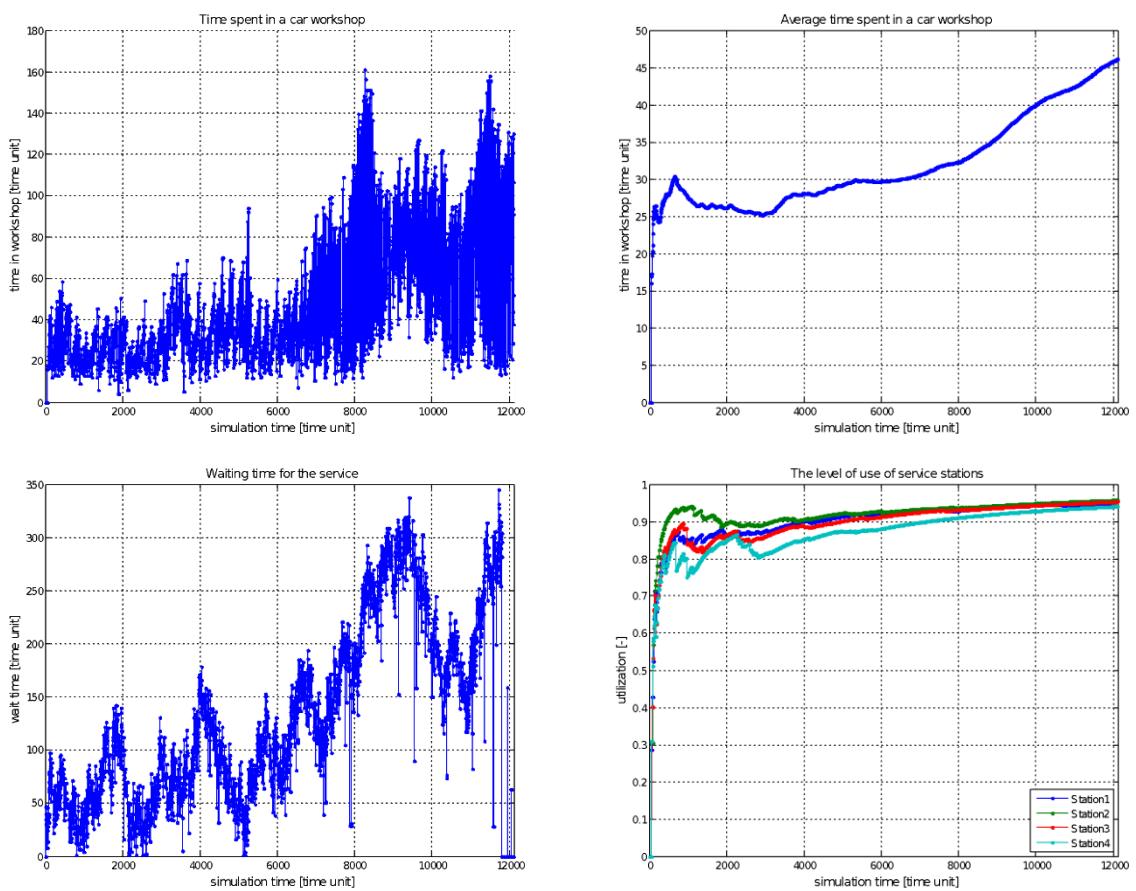 Time spent in a car workshop
180
160
140
120
100
80
60
40
20
0
time in workshop [time unit]
0 2000 4000 6000 8000 10000 12000
simulation time [time unit]
Average time spent in a car workshop
50
45
40
35
30
25
20
15
10
5
0
time in workshop [time unit]
0 2000 4000 6000 8000 10000 12000
simulation time [time unit]
Waiting time for the service
350
300
250
200
150
100
50
0
wait time [time unit]
0 2000 4000 6000 8000 10000 12000
simulation time [time unit]
The level of use of service stations
1
0.9
0.8
0.7
0.6
0.5
0.4
0.3
0.2
0.1
0
utilization [-]
Station1
Station2
Station3
Station4
0 2000 4000 6000 8000 10000 12000
simulation time [time unit]